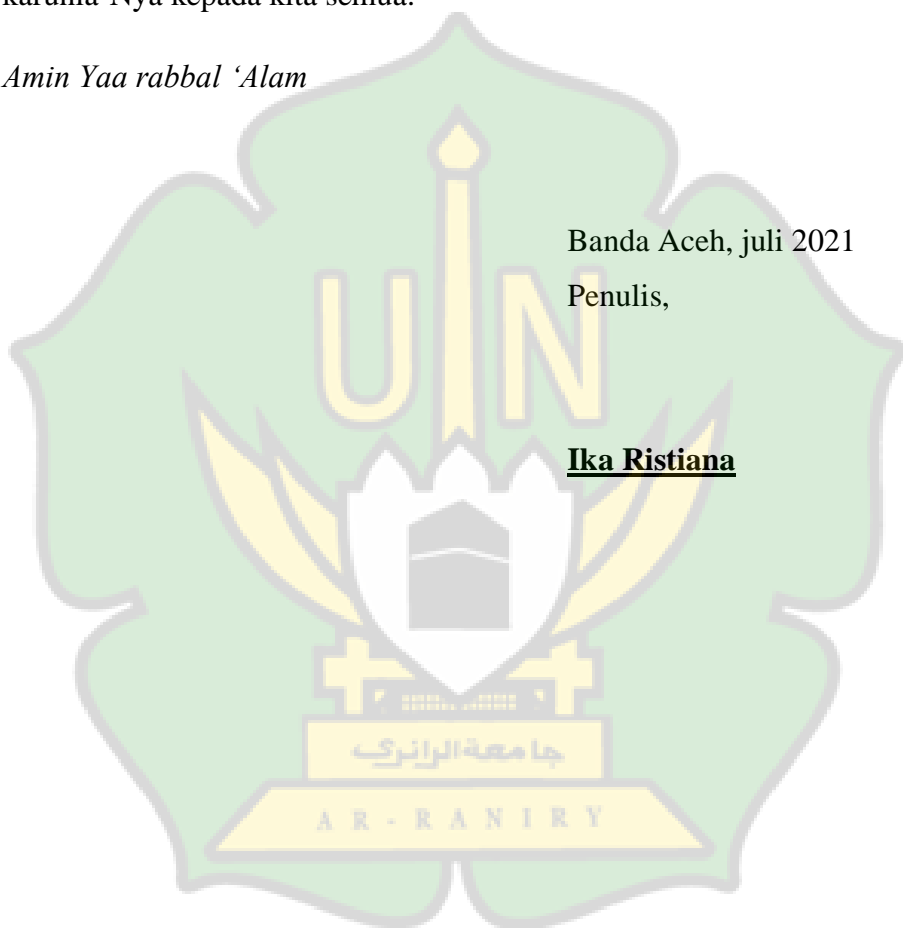 karunia-Nya kepada kita semua.
Amin Yaa rabbal ‘Alam
Banda Aceh, juli 2021
Penulis,
UIN
Ika Ristiana
جامعة الرانري
AR-RANIRY